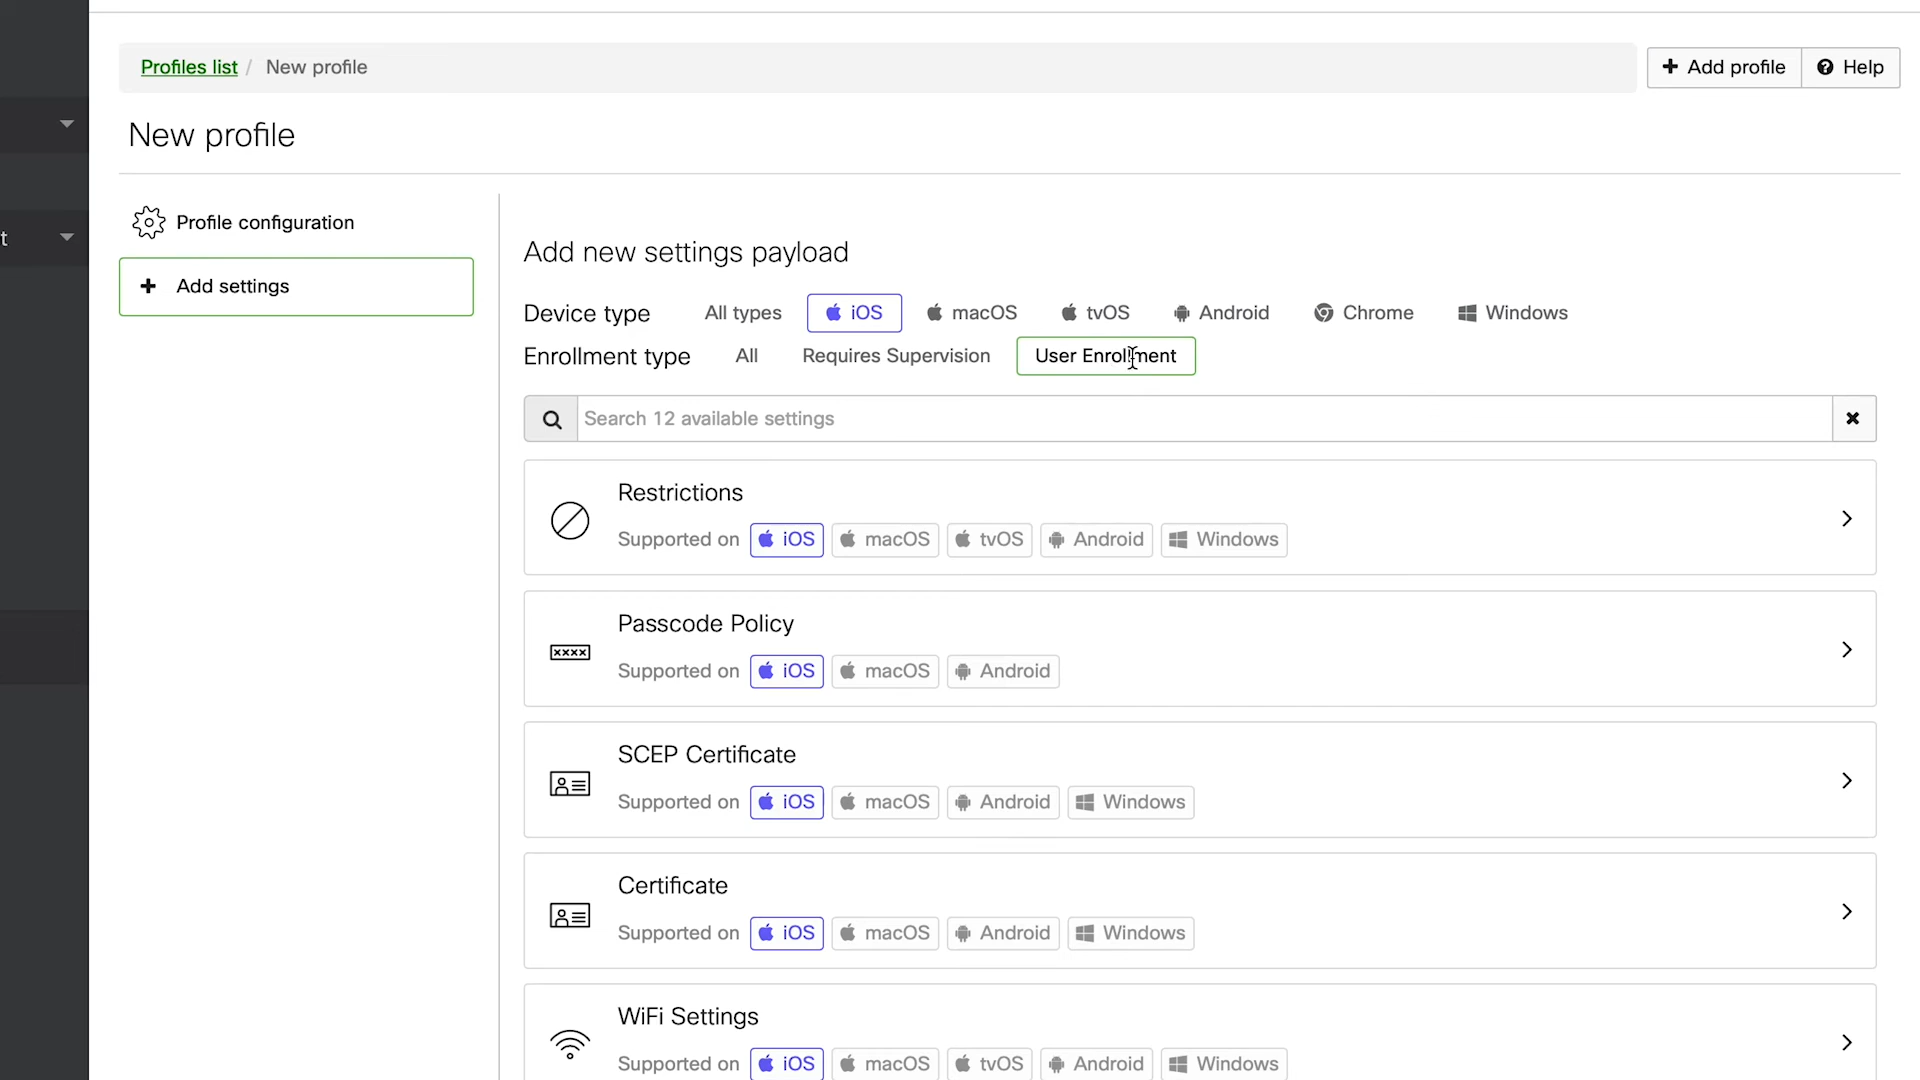 Profiles list / New profile
+ Add profile
Help
New profile
t
Profile configuration
+ Add settings
Add new settings payload
Device type All types iOS macOS tvOS Android Chrome Windows
Enrollment type All Requires Supervision User Enrollment
Search 12 available settings
Restrictions
Supported on iOS macOS tvOS Android Windows
xxxx
Passcode Policy
Supported on iOS macOS Android
SCEP Certificate
Supported on iOS macOS Android Windows
Certificate
Supported on iOS macOS Android Windows
WiFi Settings
Supported on iOS macOS tvOS Android Windows